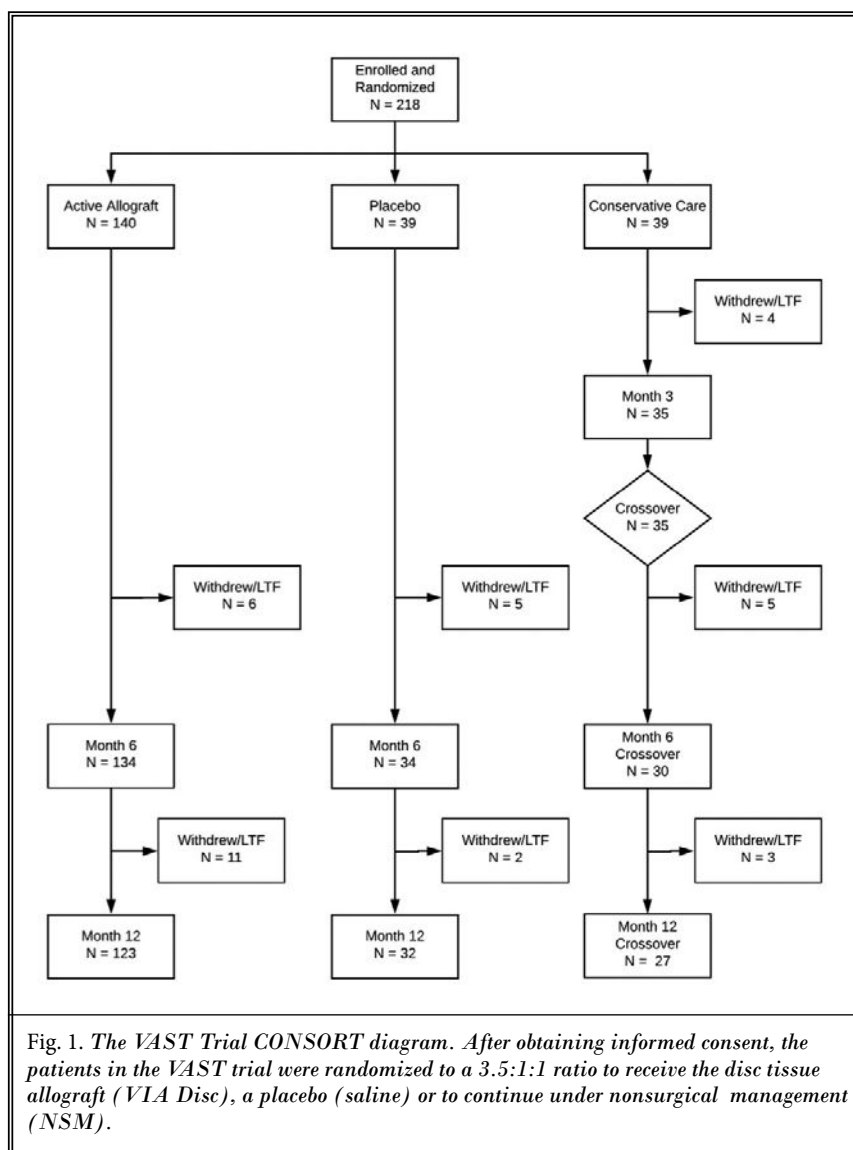 Enrolled and
Randomized
N = 218
Active Allograft
N = 140
Placebo
N = 39
Conservative Care
N = 39
Withdrew/LTF
N = 4
Month 3
N = 35
Crossover
N = 35
Withdrew/LTF
N = 6
Withdrew/LTF
N = 5
Withdrew/LTF
N = 5
Month 6
N = 134
Month 6
N = 34
Month 6
Crossover
N = 30
Withdrew/LTF
N = 11
Withdrew/LTF
N = 2
Withdrew/LTF
N = 3
Month 12
N = 123
Month 12
N = 32
Month 12
Crossover
N = 27
Fig. 1. The VAST Trial CONSORT diagram. After obtaining informed consent, the
patients in the VAST trial were randomized to a 3.5:1:1 ratio to receive the disc tissue
allograft (VIA Disc), a placebo (saline) or to continue under nonsurgical management
(NSM).